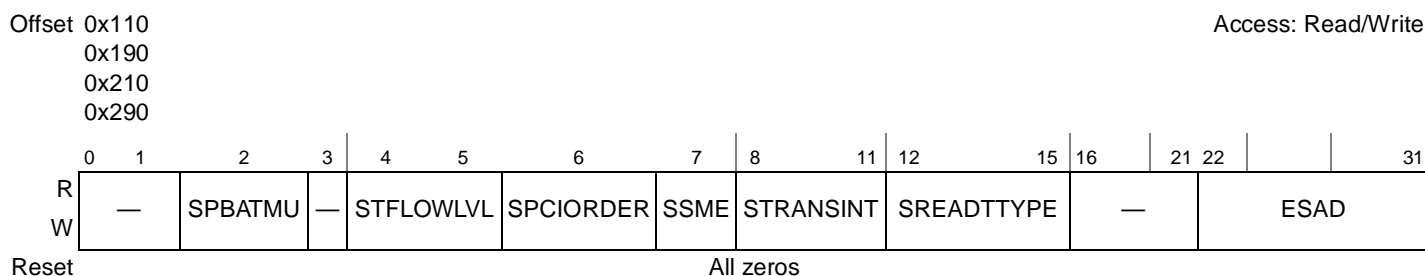 Offset 0x110 Access: Read/Write
0x190
0x210
0x290
0 1 2 3 4 5 6 7 8 11 12 15 16 21 22 31
R
— SPBATMU — STFLOWLVL SPCIORDER SSME STRANSINT SREADTTYPE — ESAD
W
Reset All zeros